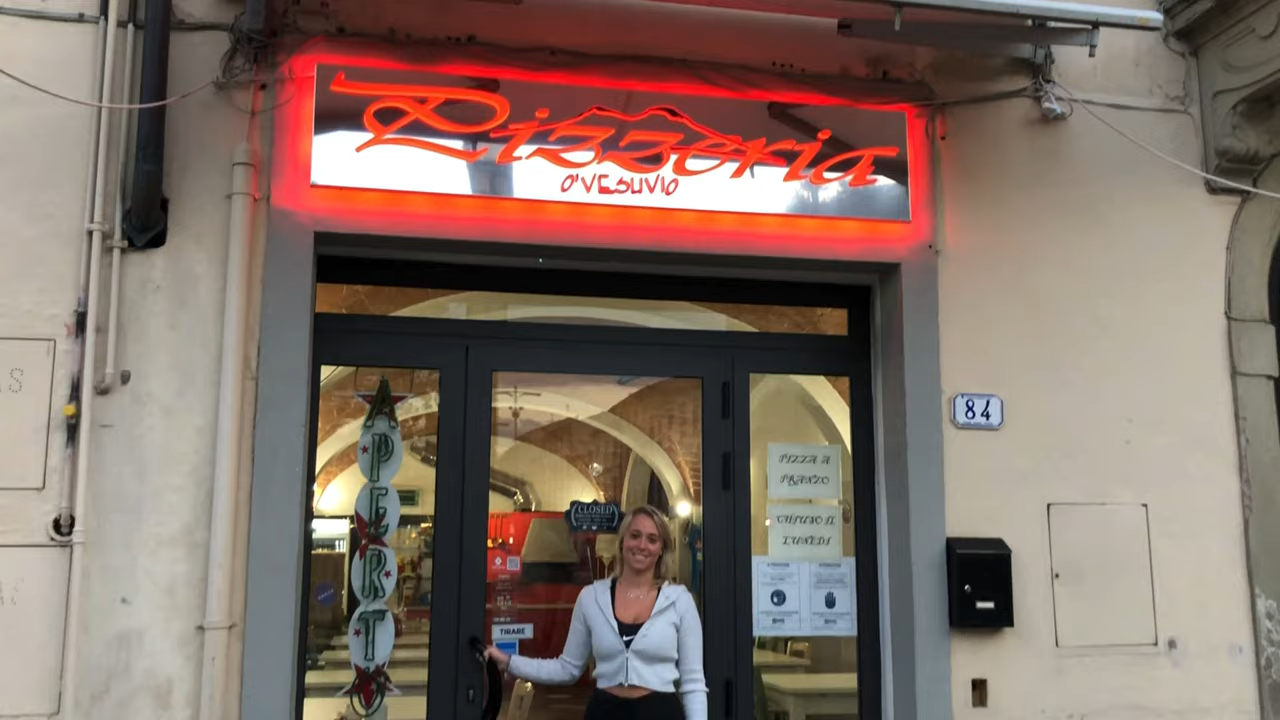 Pizzeria
O'VESUVIO
84
APERTO
PIZZA A
PRANZO
CHIUSO IL
LUNEDI
CLOSED
TIRARE